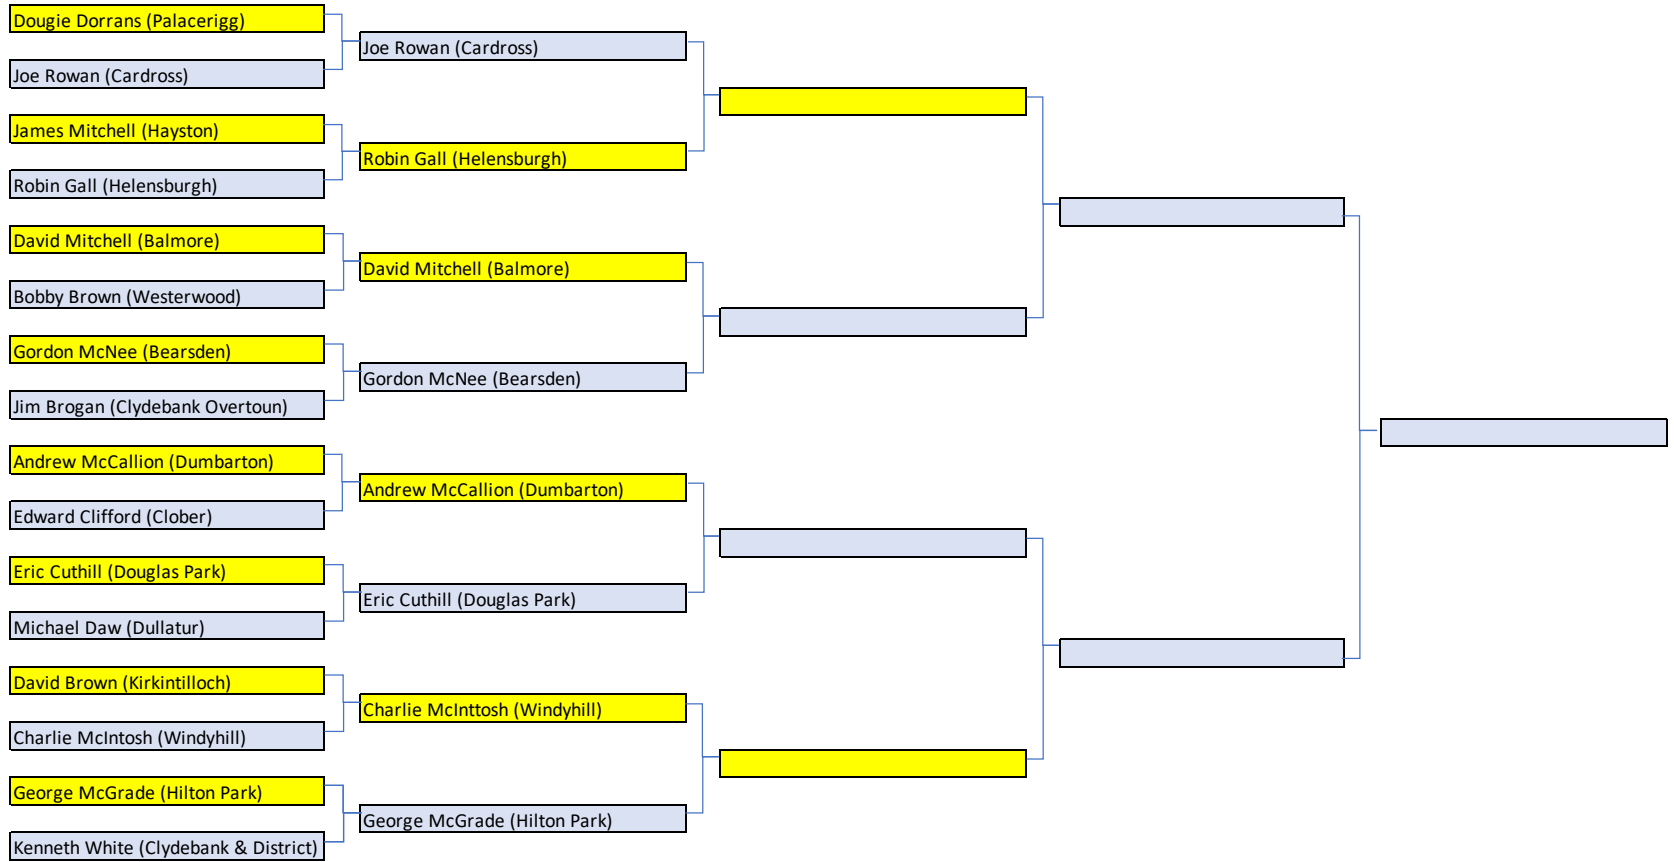 Dougie Dorrans (Palacerigg)
Joe Rowan (Cardross)
James Mitchell (Hayston)
Robin Gall (Helensburgh)
David Mitchell (Balmore)
Bobby Brown (Westerwood)
Gordon McNee (Bearsden)
Jim Brogan (Clydebank Overtoun)
Andrew McCallion (Dumbarton)
Edward Clifford (Clober)
Eric Cuthill (Douglas Park)
Michael Daw (Dullatur)
David Brown (Kirkintilloch)
Charlie McIntosh (Windyhill)
George McGrade (Hilton Park)
Kenneth White (Clydebank & District)
Joe Rowan (Cardross)
Robin Gall (Helensburgh)
David Mitchell (Balmore)
Gordon McNee (Bearsden)
Andrew McCallion (Dumbarton)
Eric Cuthill (Douglas Park)
Charlie McInttosh (Windyhill)
George McGrade (Hilton Park)